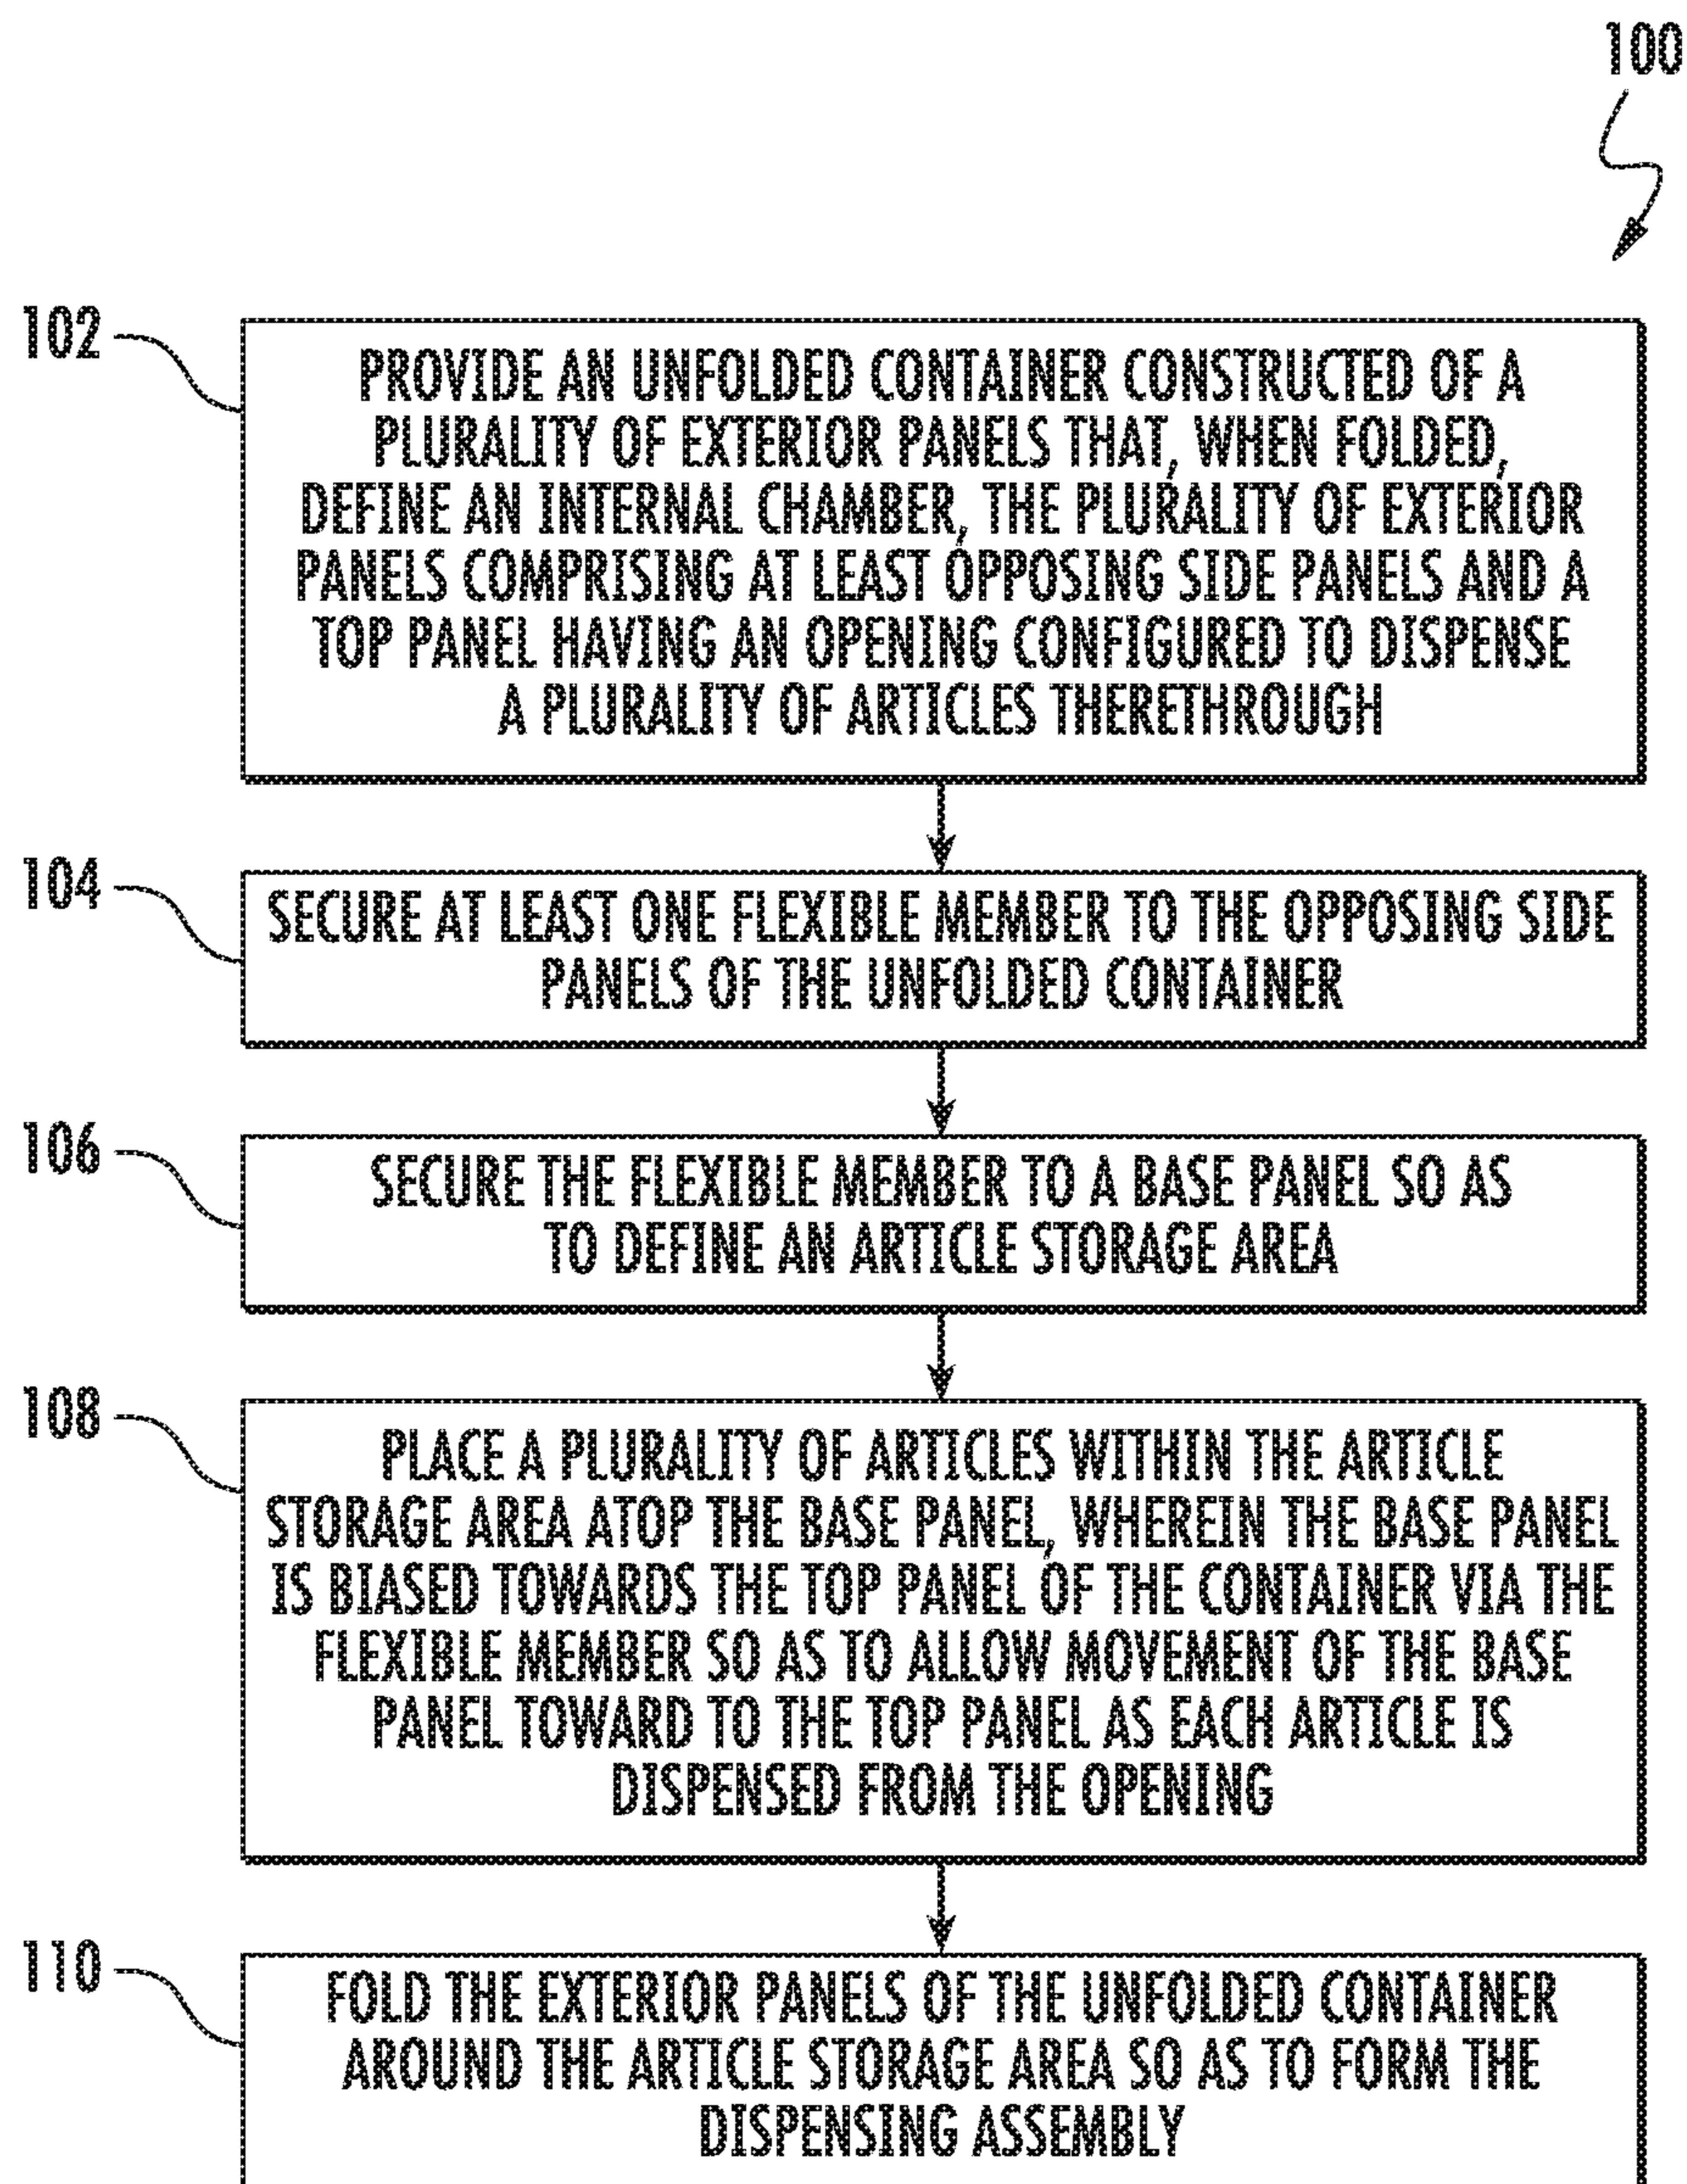 100
102
PROVIDE AN UNFOLDED CONTAINER CONSTRUCTED OF A
PLURALITY OF EXTERIOR PANELS THAT, WHEN FOLDED,
DEFINE AN INTERNAL CHAMBER, THE PLURALITY OF EXTERIOR
PANELS COMPRISING AT LEAST OPPOSING SIDE PANELS AND A
TOP PANEL HAVING AN OPENING CONFIGURED TO DISPENSE
A PLURALITY OF ARTICLES THERETHROUGH
104
SECURE AT LEAST ONE FLEXIBLE MEMBER TO THE OPPOSING SIDE
PANELS OF THE UNFOLDED CONTAINER
106
SECURE THE FLEXIBLE MEMBER TO A BASE PANEL SO AS
TO DEFINE AN ARTICLE STORAGE AREA
108
PLACE A PLURALITY OF ARTICLES WITHIN THE ARTICLE
STORAGE AREA ATOP THE BASE PANEL, WHEREIN THE BASE PANEL
IS BIASED TOWARDS THE TOP PANEL OF THE CONTAINER VIA THE
FLEXIBLE MEMBER SO AS TO ALLOW MOVEMENT OF THE BASE
PANEL TOWARD TO THE TOP PANEL AS EACH ARTICLE IS
DISPENSED FROM THE OPENING
110
FOLD THE EXTERIOR PANELS OF THE UNFOLDED CONTAINER
AROUND THE ARTICLE STORAGE AREA SO AS TO FORM THE
DISPENSING ASSEMBLY